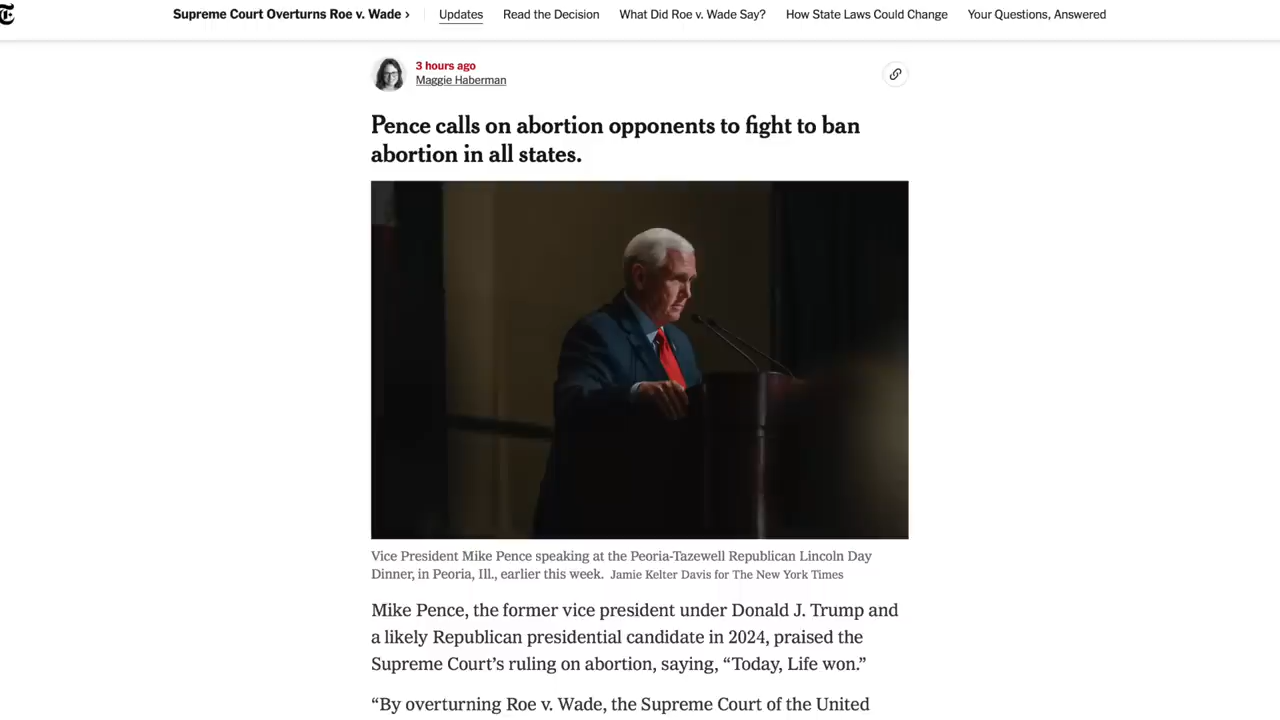 Supreme Court Overturns Roe v. Wade › Updates Read the Decision What Did Roe v. Wade Say? How State Laws Could Change Your Questions, Answered
3 hours ago
Maggie Haberman
Pence calls on abortion opponents to fight to ban
abortion in all states.
Vice President Mike Pence speaking at the Peoria-Tazewell Republican Lincoln Day
Dinner, in Peoria, Ill., earlier this week. Jamie Kelter Davis for The New York Times
Mike Pence, the former vice president under Donald J. Trump and
a likely Republican presidential candidate in 2024, praised the
Supreme Court’s ruling on abortion, saying, “Today, Life won.”
“By overturning Roe v. Wade, the Supreme Court of the United